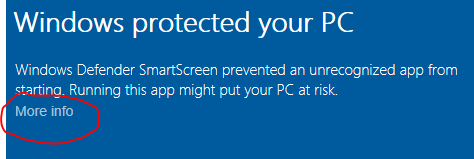 Windows protected your PC
Windows Defender SmartScreen prevented an unrecognized app from
starting. Running this app might put your PC at risk.
More info